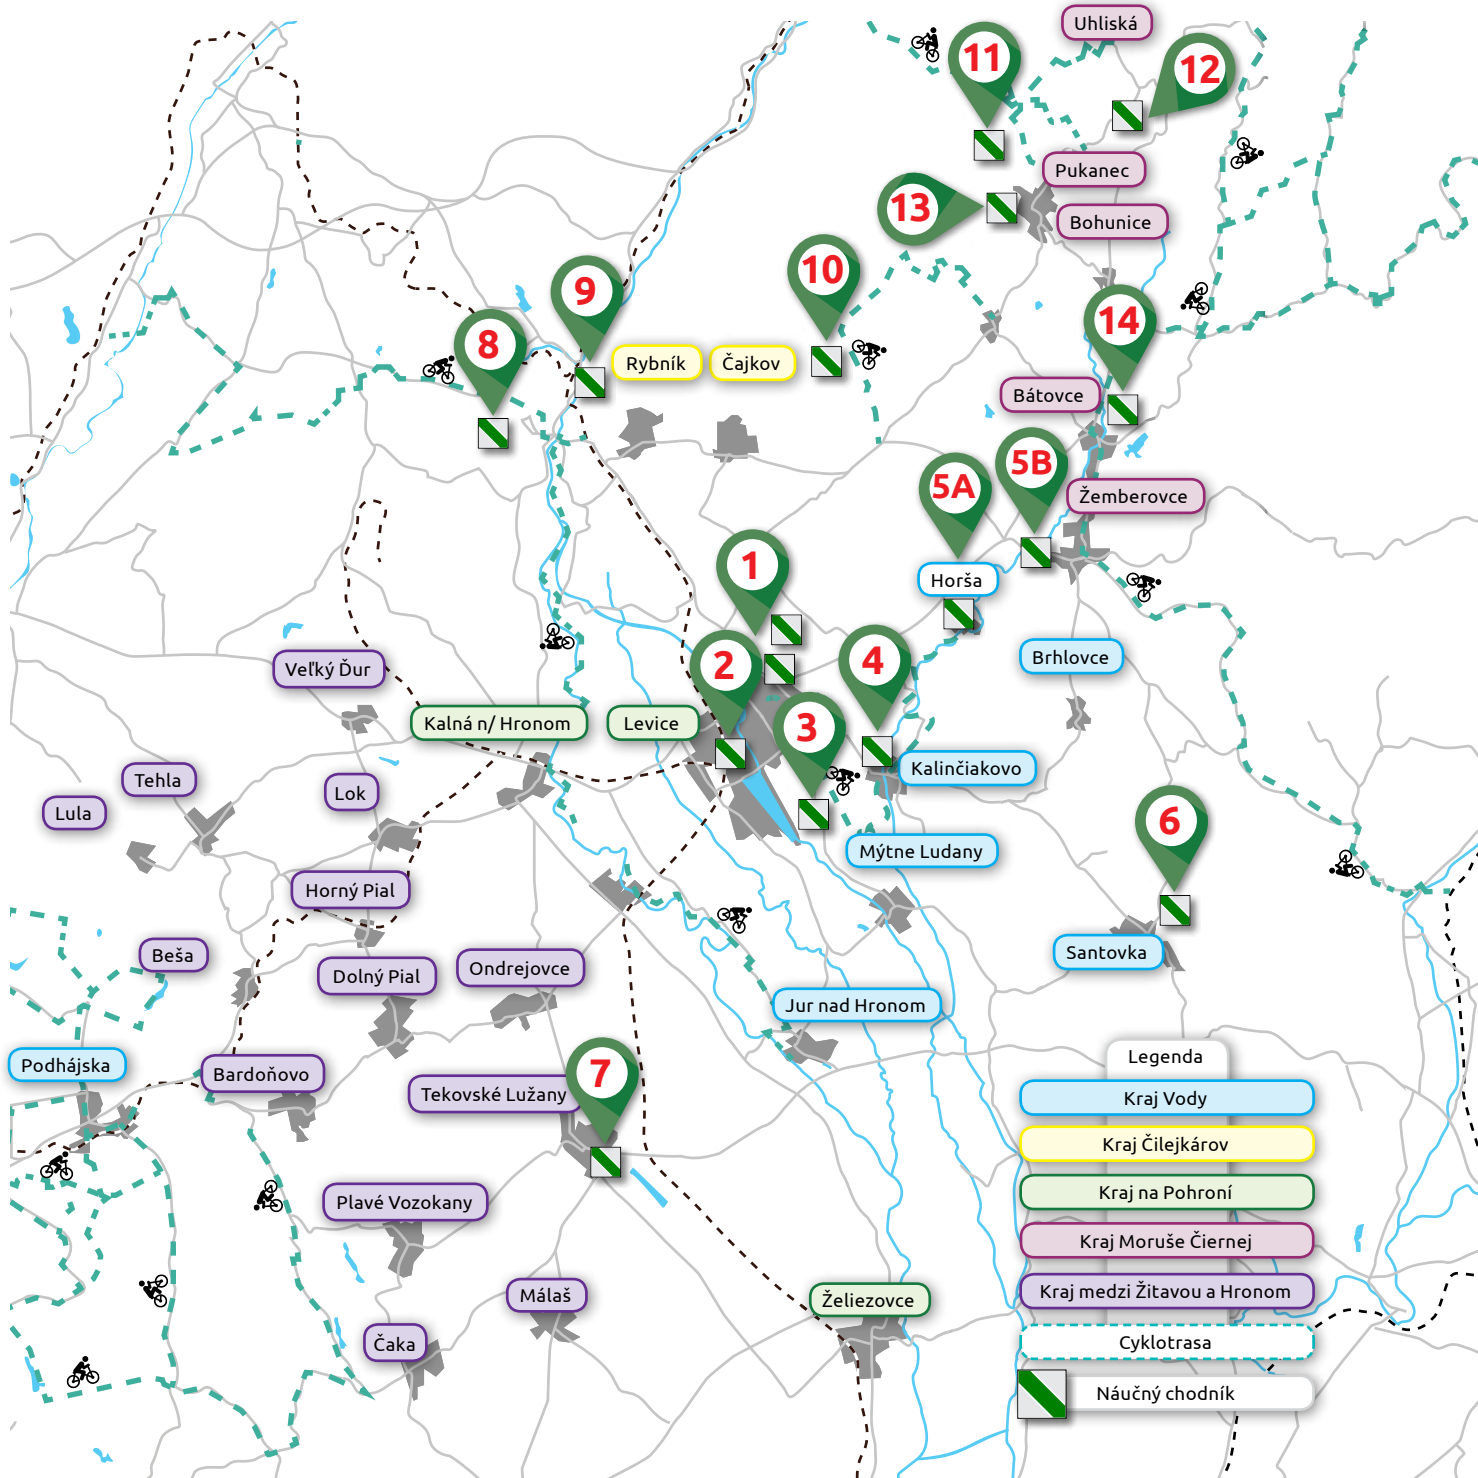 Uhliská
11
12
Pukanec
13
Bohunice
10
9
14
8
Rybník
Čajkov
Bátovce
5B
5A
Žemberovce
1
Horša
2
4
Brhlovce
Veľký Ďur
3
Kalná n/ Hronom
Levice
Kalinčiakovo
Tehla
Lok
Lula
6
Mýtne Ludany
Horný Pial
Beša
Santovka
Dolný Pial
Ondrejovce
Jur nad Hronom
Podhájska
Bardoňovo
7
Tekovské Lužany
Legenda
Kraj Vody
Kraj Čilejkárov
Kraj na Pohroní
Plavé Vozokany
Kraj Moruše Čiernej
Málaš
Kraj medzi Žitavou a Hronom
Želiezovce
Čaka
Cyklotrasa
Náučný chodník